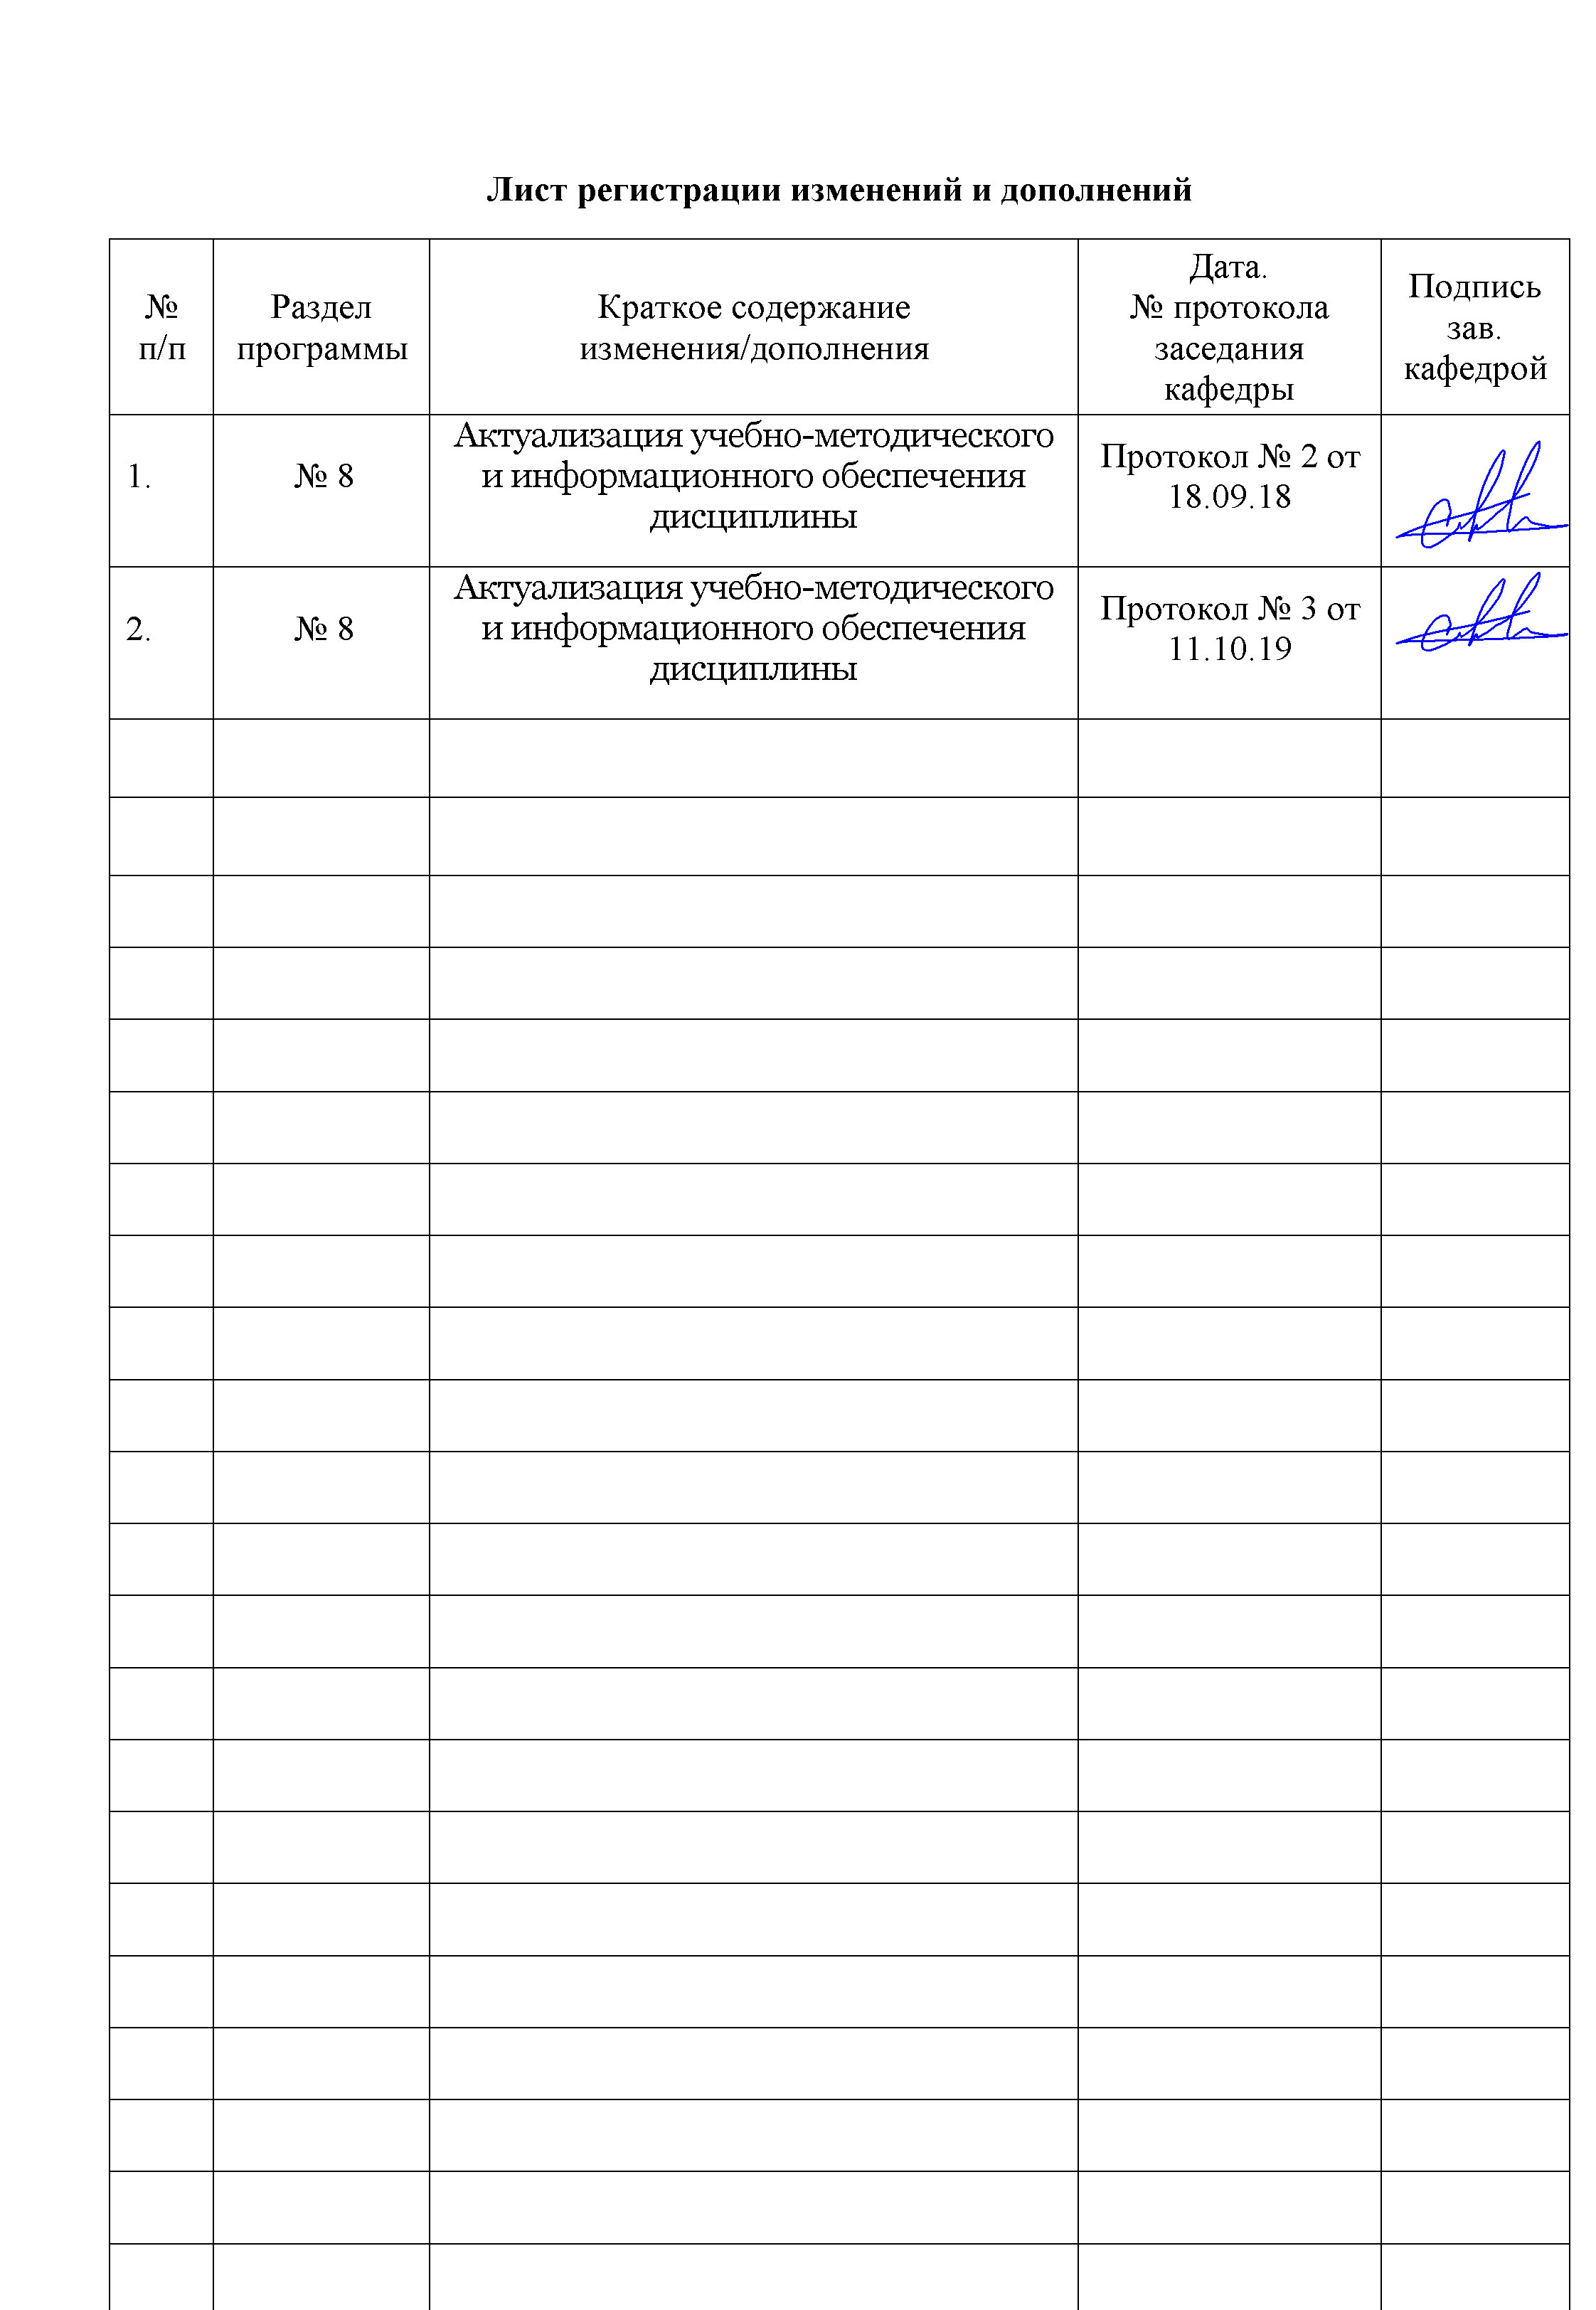 Лист регистрации изменений и дополнений
№
п/п
Раздел
программы
Краткое содержание
изменения/дополнения
Дата.
№ протокола
заседания
кафедры
Подпись
зав.
кафедрой
1.
№ 8
Актуализация учебно-методического
и информационного обеспечения
дисциплины
Протокол № 2 от
18.09.18
2.
№ 8
Актуализация учебно-методического
и информационного обеспечения
дисциплины
Протокол № 3 от
11.10.19